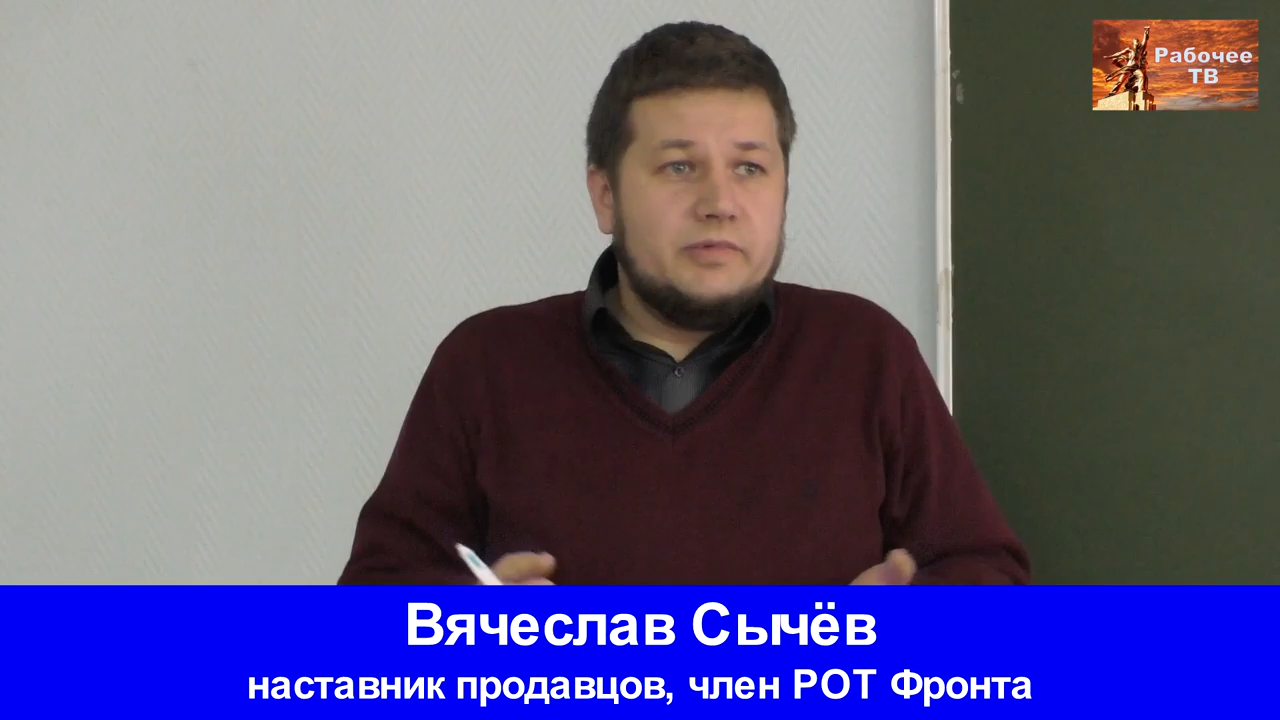 Рабочее
ТВ
Вячеслав Сычёв
наставник продавцов, член РОТ Фронта